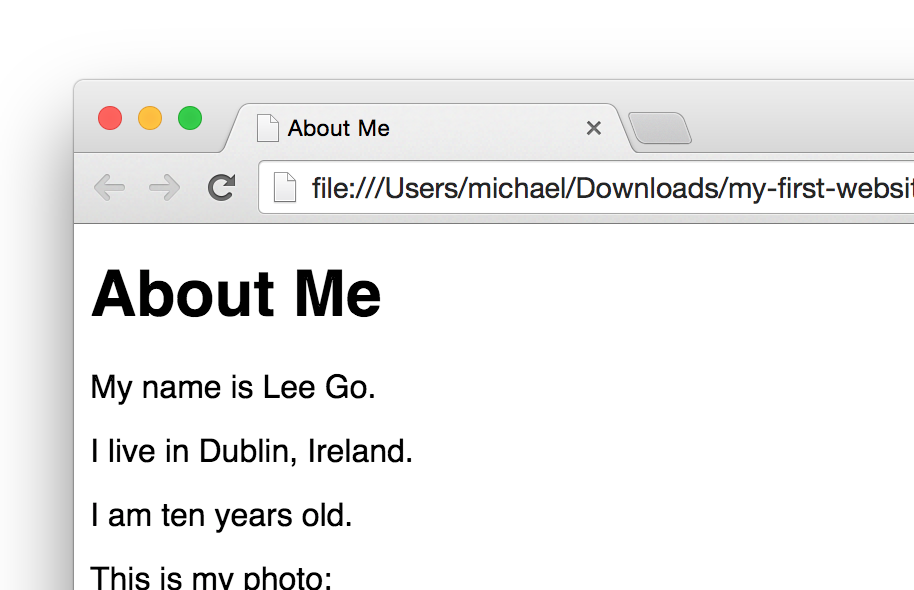 About Me
file:///Users/michael/Downloads/my-first-websit
About Me
My name is Lee Go.
I live in Dublin, Ireland.
I am ten years old.
This is my photo: